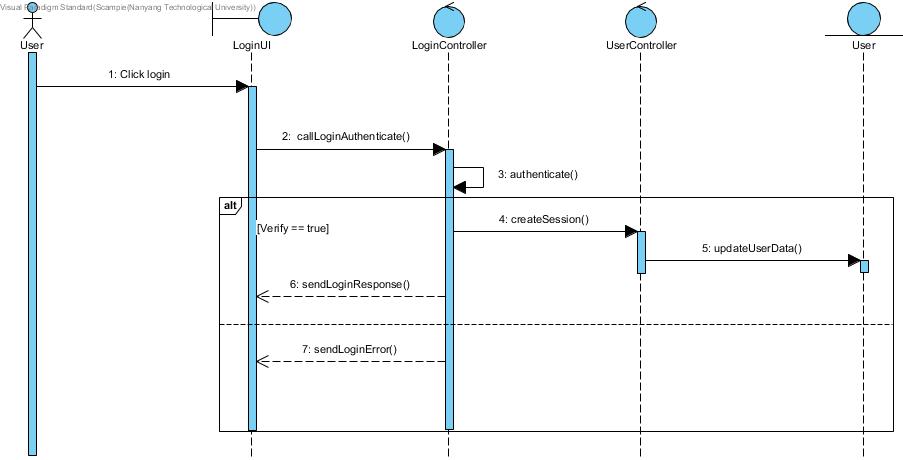 Visual Paradigm Standard(Scampie(Nanyang Technological University))
User
LoginUI
LoginController
UserController
User
1: Click login
2: callLoginAuthenticate()
3: authenticate()
alt
4: createSession()
[Verify == true]
5: updateUserData()
6: sendLoginResponse()
7: sendLoginError()